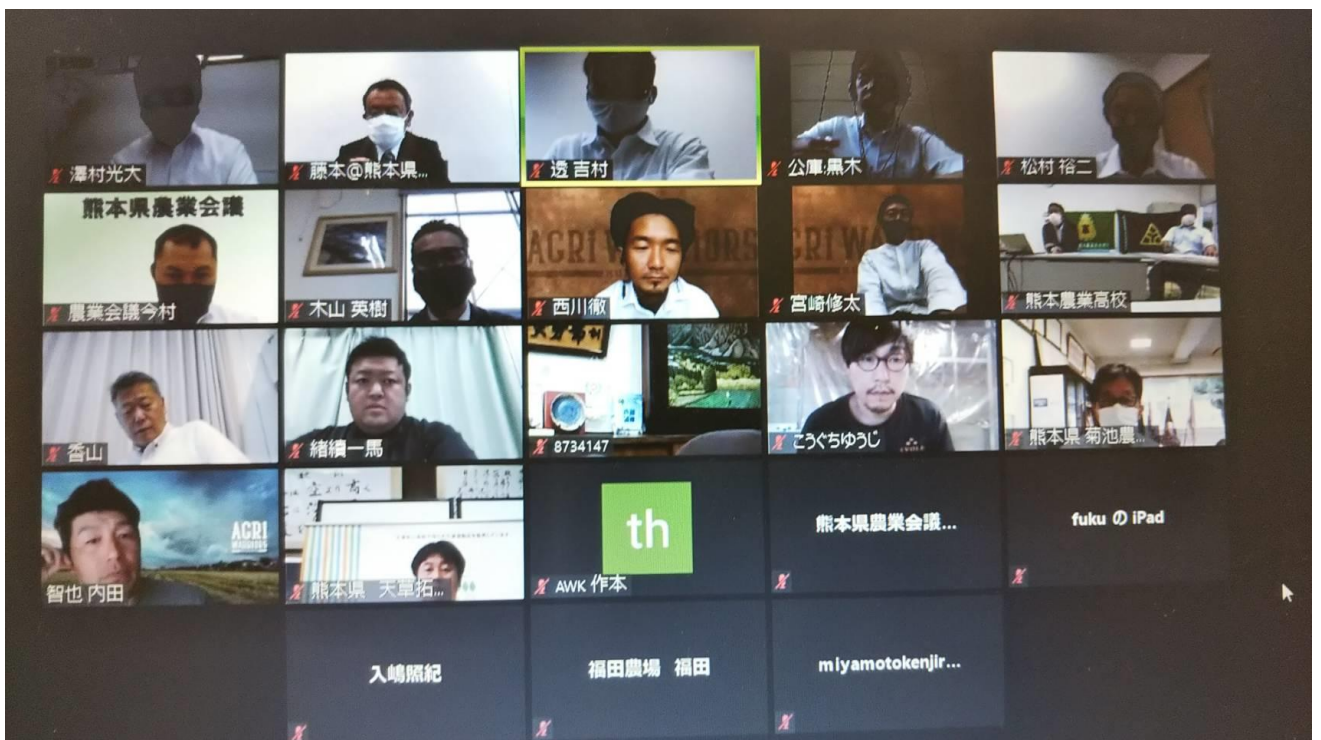 澤村光大
藤本@熊本県...
透 吉村
公庫:黒木
松村 裕二
熊本県農業会議
農業会議今村
木山 英樹
AGRI WARRIORS
西川徹
宮崎修太
熊本農業高校
香山
緒續一馬
8734147
こうぐちゆうじ
熊本県 菊池農...
AGRI
WARRIORS
智也 内田
熊本県 天草拓...
th
AWK 作本
熊本県農業会議...
fuku の iPad
入嶋照紀
福田農場 福田
miyamotokenjir...